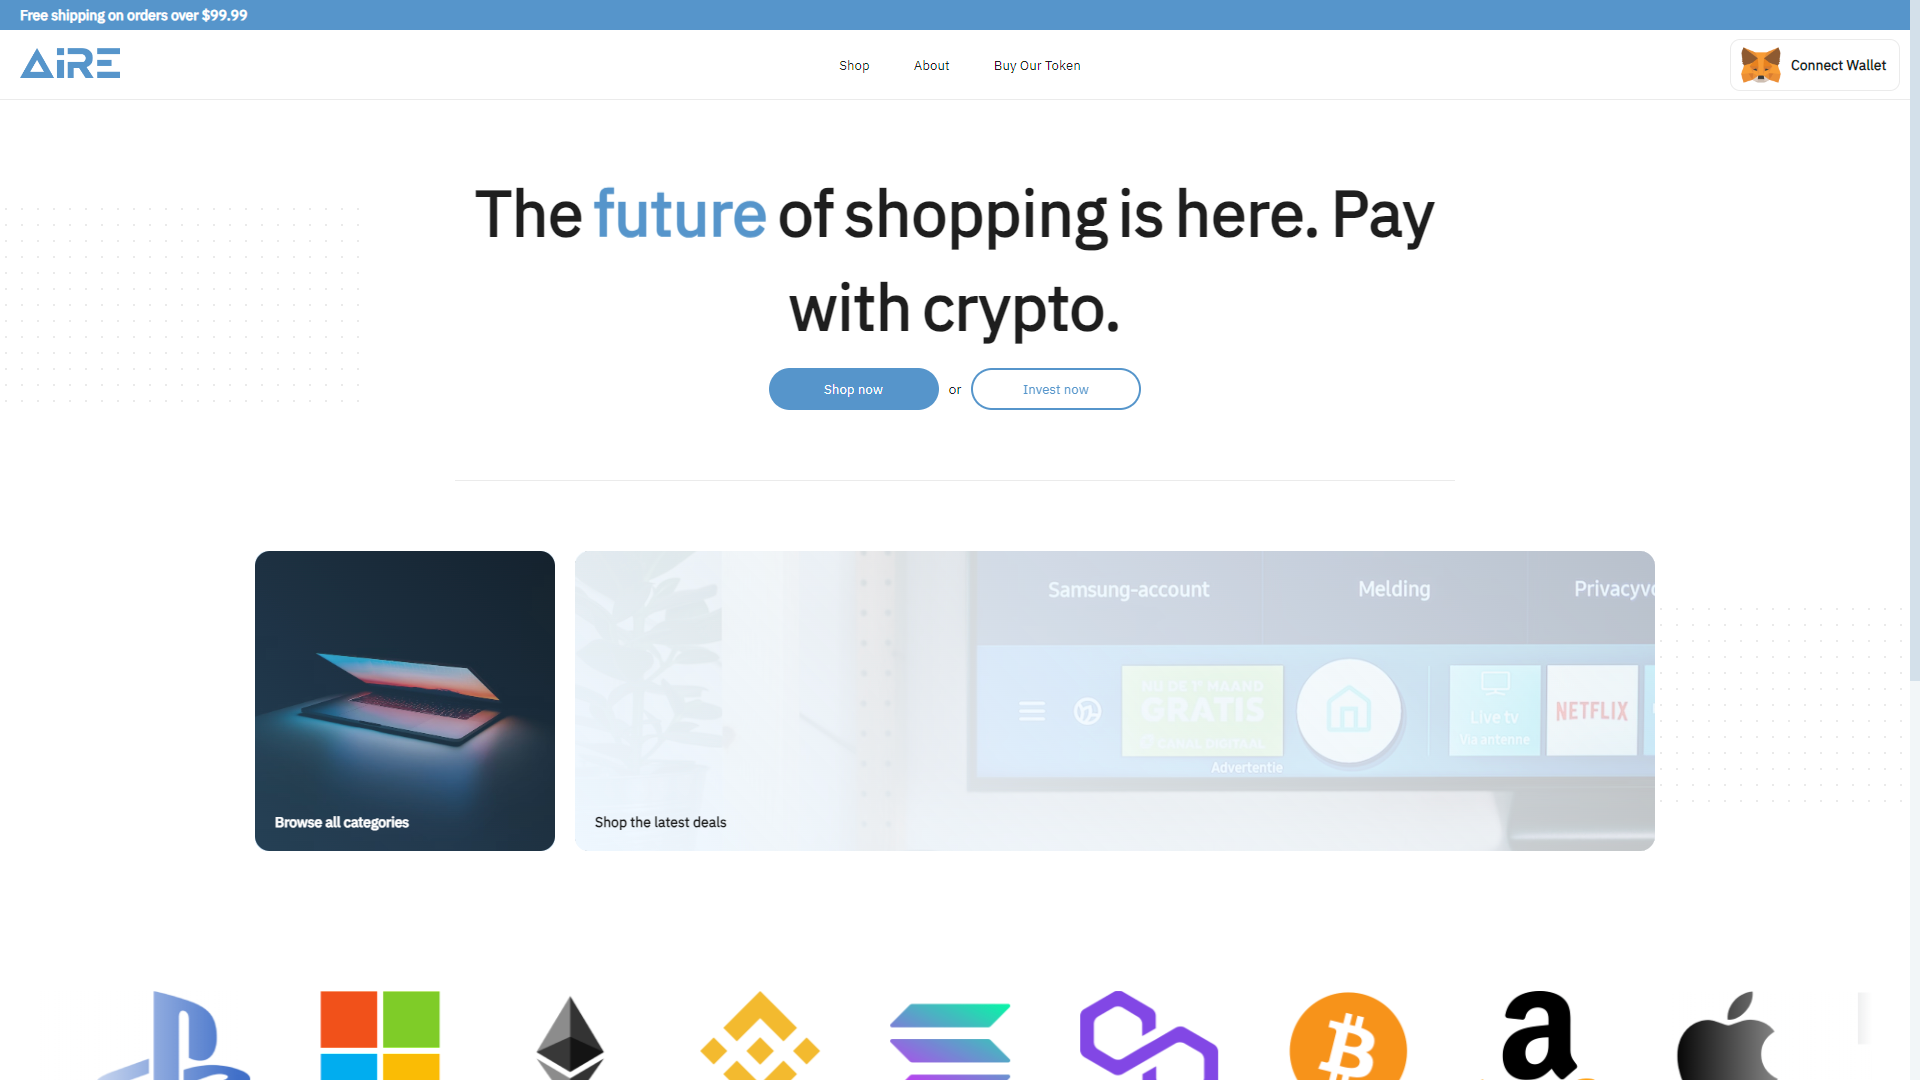 Free shipping on orders over $99.99
AiRE
Shop
About
Buy Our Token
Connect Wallet
The future of shopping is here. Pay
with crypto.
Shop now
or
Invest now
Samsung-account
Melding
NU DE 1e MAAND
GRATIS
CANAL DIGITAAL
Advertentie
Live tv
Via antenne
NETFLIX
Browse all categories
Shop the latest deals